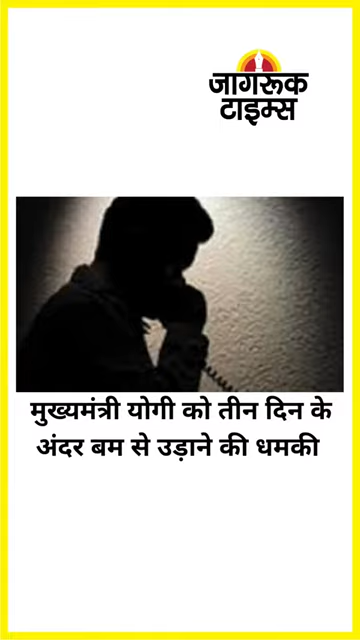 जागरूक
टाइम्स
मुख्यमंत्री योगी को तीन दिन के
अंदर बम से उड़ाने की धमकी